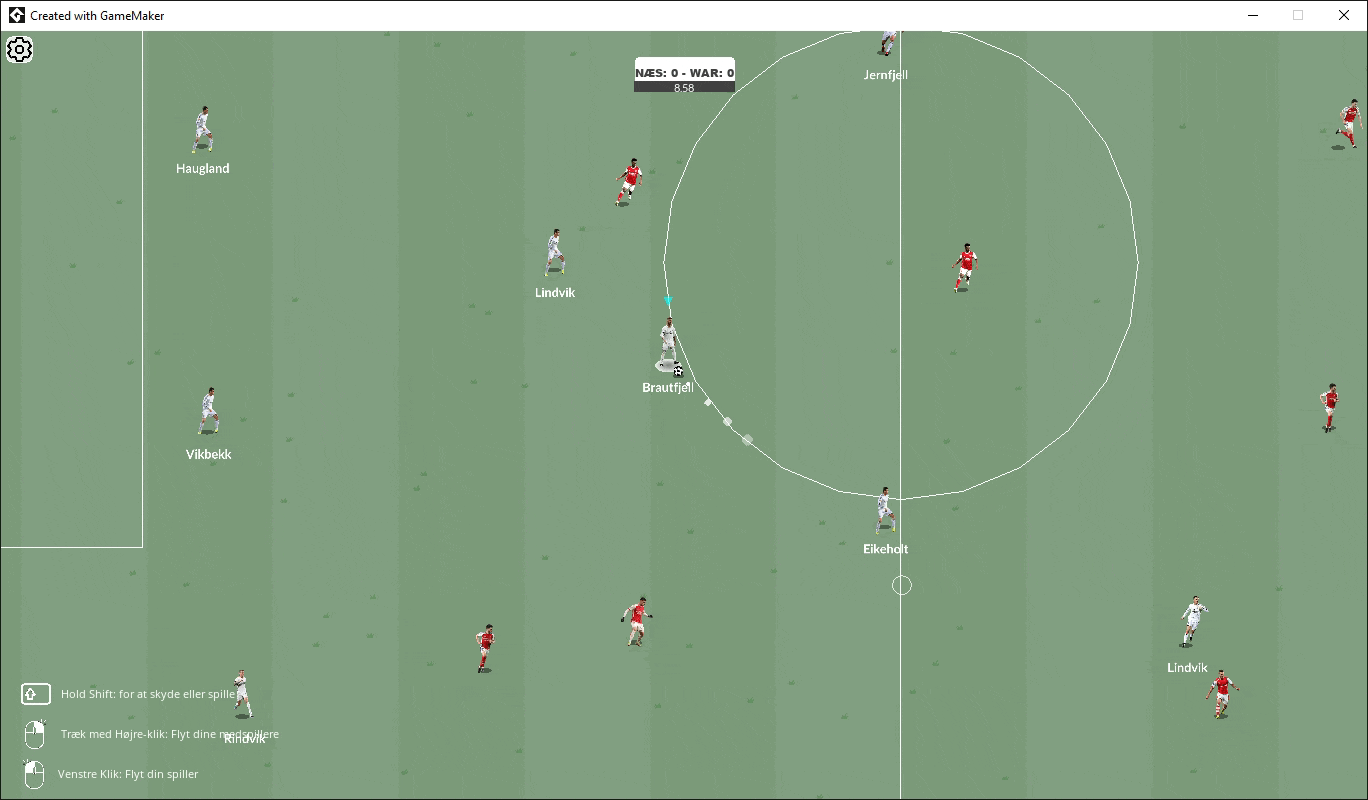 Created with GameMaker
NÆS: 0 - WAR: 0
8.58
Jernfjell
Haugland
Lindvik
Brautfjell
Vikbekk
Eikeholt
Lindvik
Hold Shift: for at skyde eller spille
Træk med Højre-klik: Flyt dine medspillere
Rindvik
Venstre Klik: Flyt din spiller